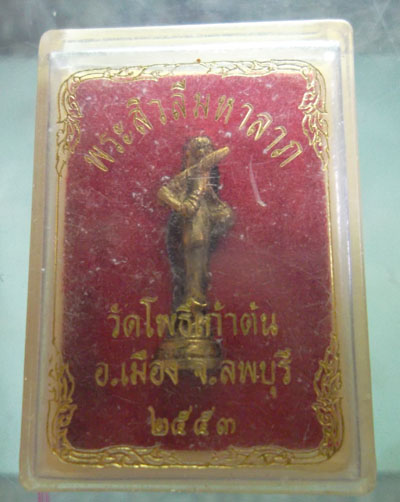 พระสิวลีมหาลาภ
วัดโพธิ์เก้าต้น
อ.เมือง จ.ลพบุรี
๒๕๕๓